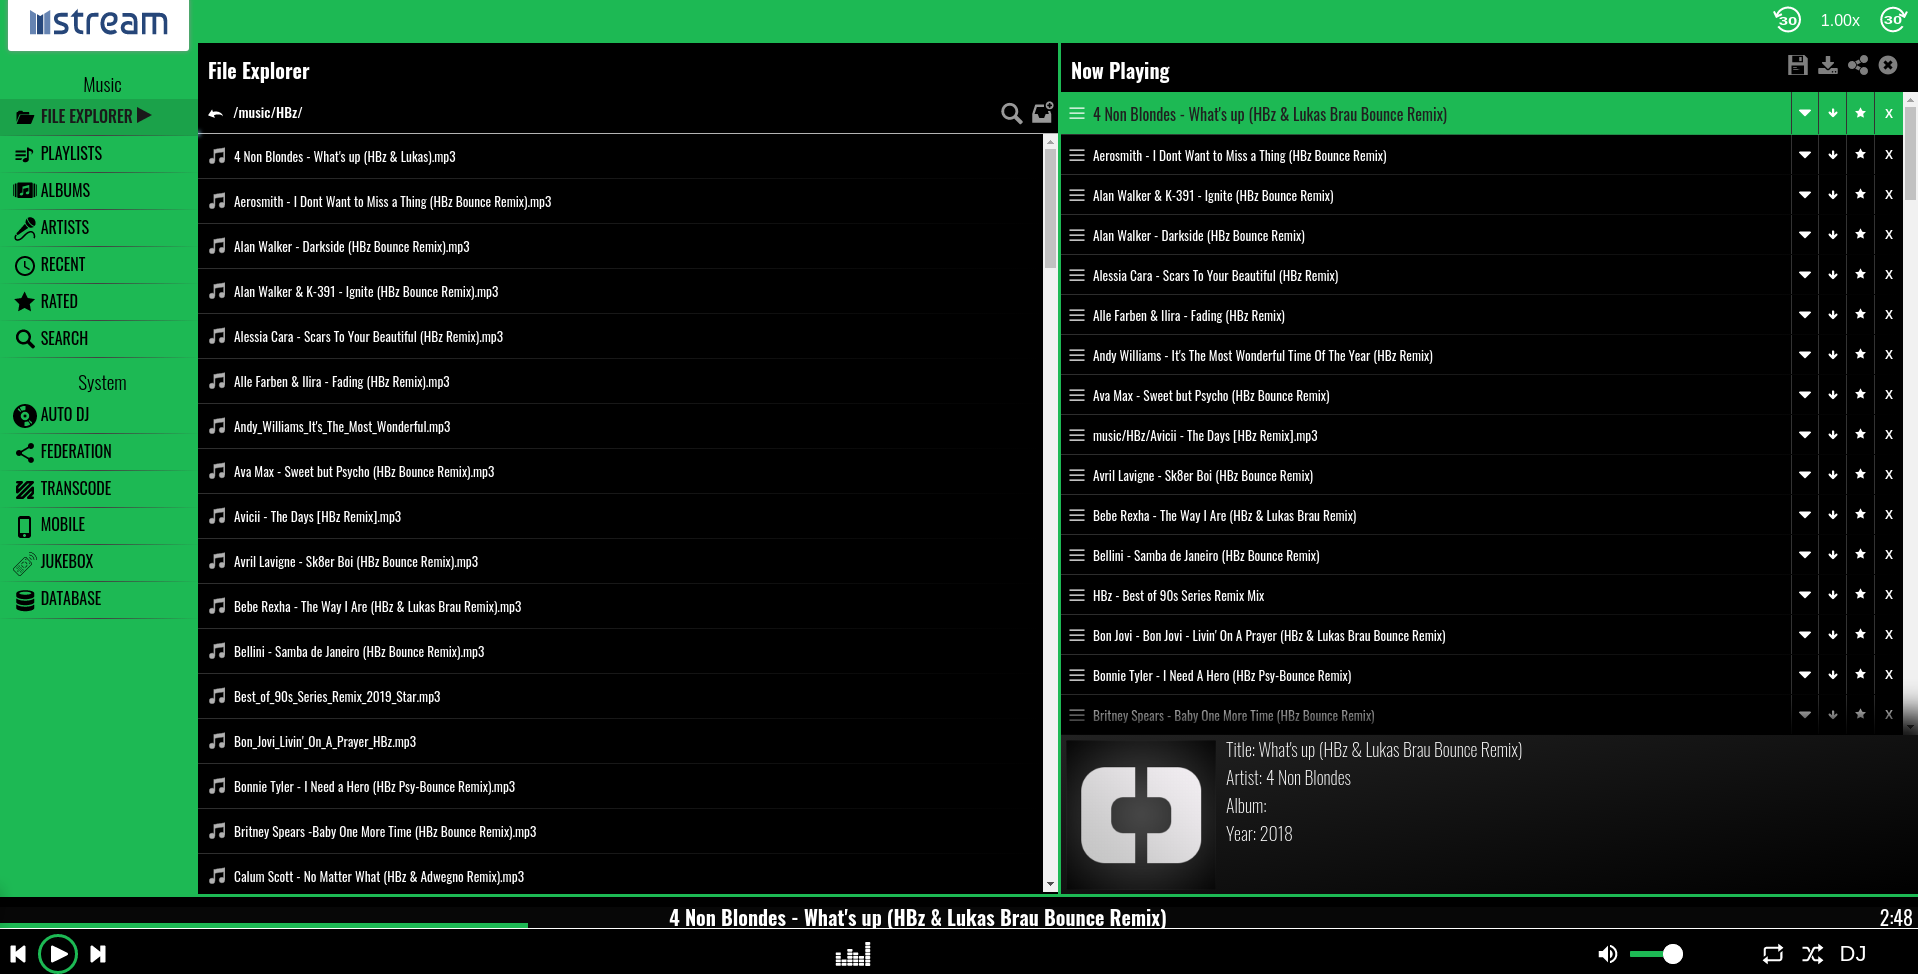 mstream
30 1.00x 30
Music
FILE EXPLORER
PLAYLISTS
ALBUMS
ARTISTS
RECENT
RATED
SEARCH
System
AUTO DJ
FEDERATION
TRANSCODE
MOBILE
JUKEBOX
DATABASE
File Explorer
/music/HBz/
4 Non Blondes - What's up (HBz & Lukas).mp3
Aerosmith - I Dont Want to Miss a Thing (HBz Bounce Remix).mp3
Alan Walker - Darkside (HBz Bounce Remix).mp3
Alan Walker & K-391 - Ignite (HBz Bounce Remix).mp3
Alessia Cara - Scars To Your Beautiful (HBz Remix).mp3
Alle Farben & Ilira - Fading (HBz Remix).mp3
Andy_Williams_It's_The_Most_Wonderful.mp3
Ava Max - Sweet but Psycho (HBz Bounce Remix).mp3
Avicii - The Days [HBz Remix].mp3
Avril Lavigne - Sk8er Boi (HBz Bounce Remix).mp3
Bebe Rexha - The Way I Are (HBz & Lukas Brau Remix).mp3
Bellini - Samba de Janeiro (HBz Bounce Remix).mp3
Best_of_90s_Series_Remix_2019_Star.mp3
Bon_Jovi_Livin'_On_A_Prayer_HBz.mp3
Bonnie Tyler - I Need a Hero (HBz Psy-Bounce Remix).mp3
Britney Spears -Baby One More Time (HBz Bounce Remix).mp3
Calum Scott - No Matter What (HBz & Adwegno Remix).mp3
Now Playing
4 Non Blondes - What's up (HBz & Lukas Brau Bounce Remix) X
Aerosmith - I Dont Want to Miss a Thing (HBz Bounce Remix) X
Alan Walker & K-391 - Ignite (HBz Bounce Remix) X
Alan Walker - Darkside (HBz Bounce Remix) X
Alessia Cara - Scars To Your Beautiful (HBz Remix) X
Alle Farben & Ilira - Fading (HBz Remix) X
Andy Williams - It's The Most Wonderful Time Of The Year (HBz Remix) X
Ava Max - Sweet but Psycho (HBz Bounce Remix) X
music/HBz/Avicii - The Days [HBz Remix].mp3 X
Avril Lavigne - Sk8er Boi (HBz Bounce Remix) X
Bebe Rexha - The Way I Are (HBz & Lukas Brau Remix) X
Bellini - Samba de Janeiro (HBz Bounce Remix) X
HBz - Best of 90s Series Remix Mix X
Bon Jovi - Bon Jovi - Livin' On A Prayer (HBz & Lukas Brau Bounce Remix) X
Bonnie Tyler - I Need A Hero (HBz Psy-Bounce Remix) X
Britney Spears - Baby One More Time (HBz Bounce Remix) X
Title: What's up (HBz & Lukas Brau Bounce Remix)
Artist: 4 Non Blondes
Album:
Year: 2018
4 Non Blondes - What's up (HBz & Lukas Brau Bounce Remix) 2:48
DJ